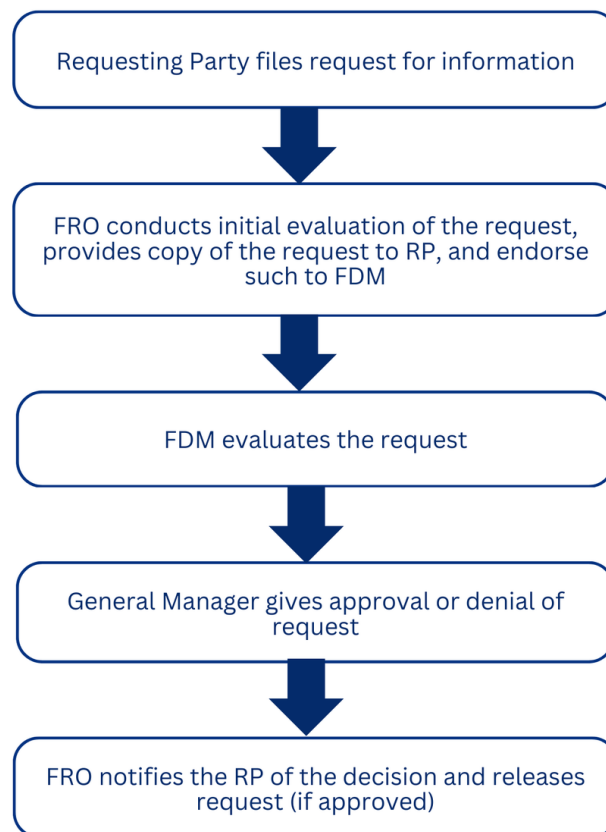 Requesting Party files request for information
FRO conducts initial evaluation of the request,
provides copy of the request to RP, and endorse
such to FDM
FDM evaluates the request
General Manager gives approval or denial of
request
FRO notifies the RP of the decision and releases
request (if approved)